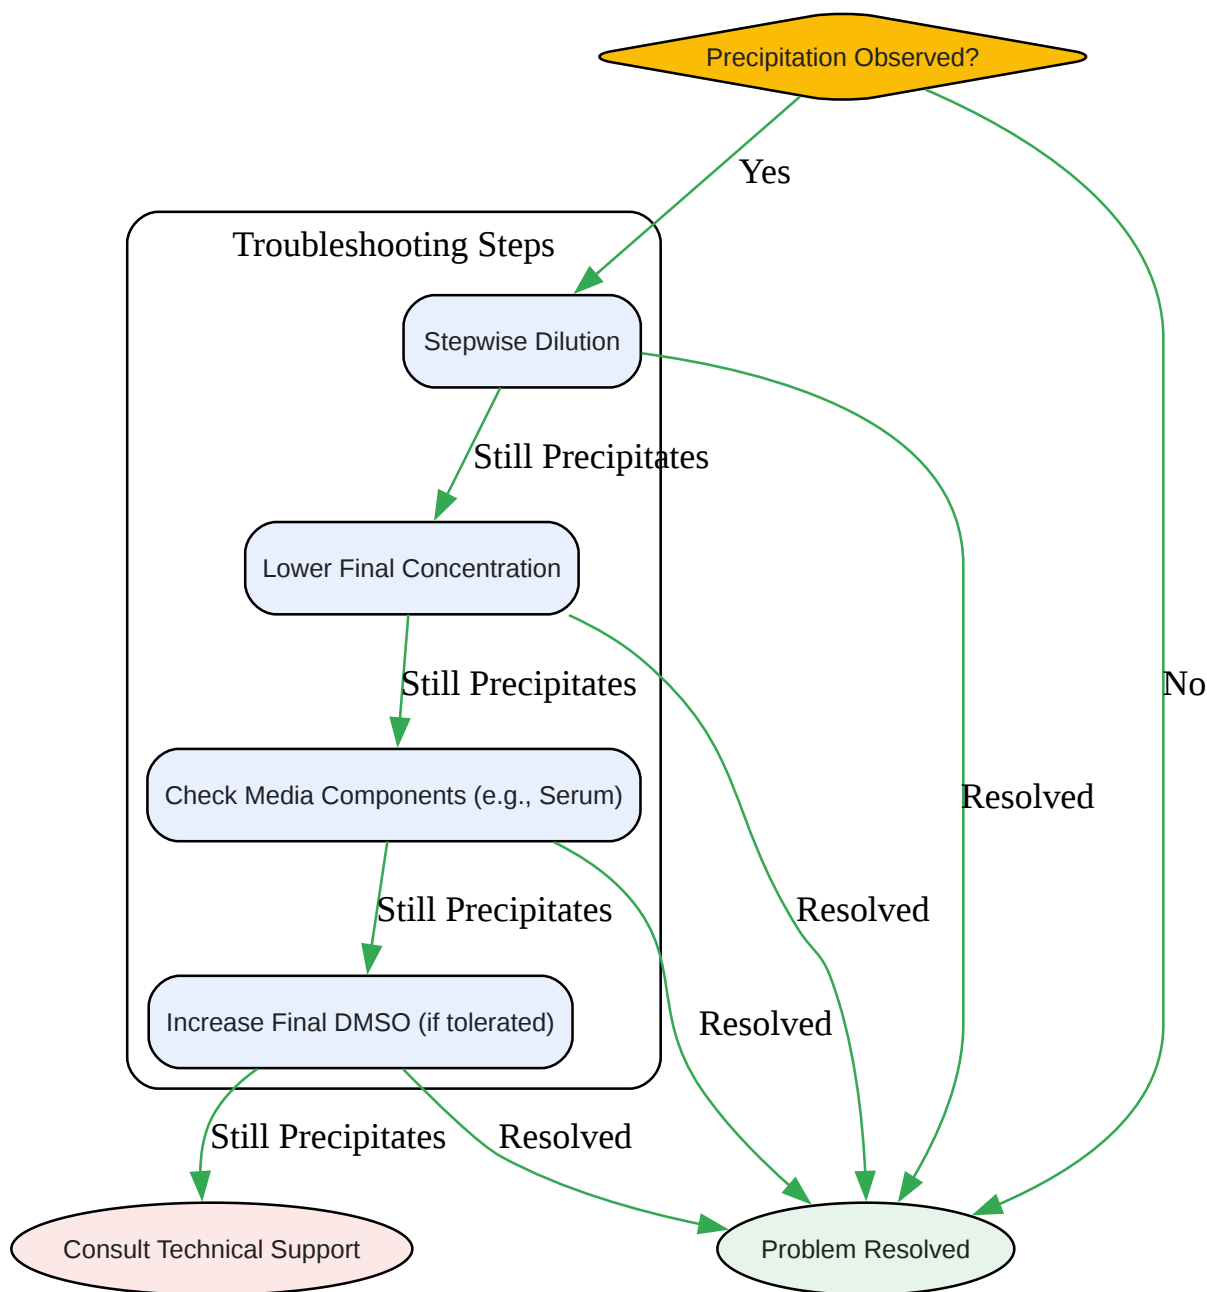 Precipitation Observed?
Yes
Troubleshooting Steps
Stepwise Dilution
Still Precipitates
Lower Final Concentration
Still Precipitates
No
Check Media Components (e.g., Serum)
Resolved
Still Precipitates
Resolved
Increase Final DMSO (if tolerated)
Resolved
Still Precipitates
Resolved
Consult Technical Support
Problem Resolved